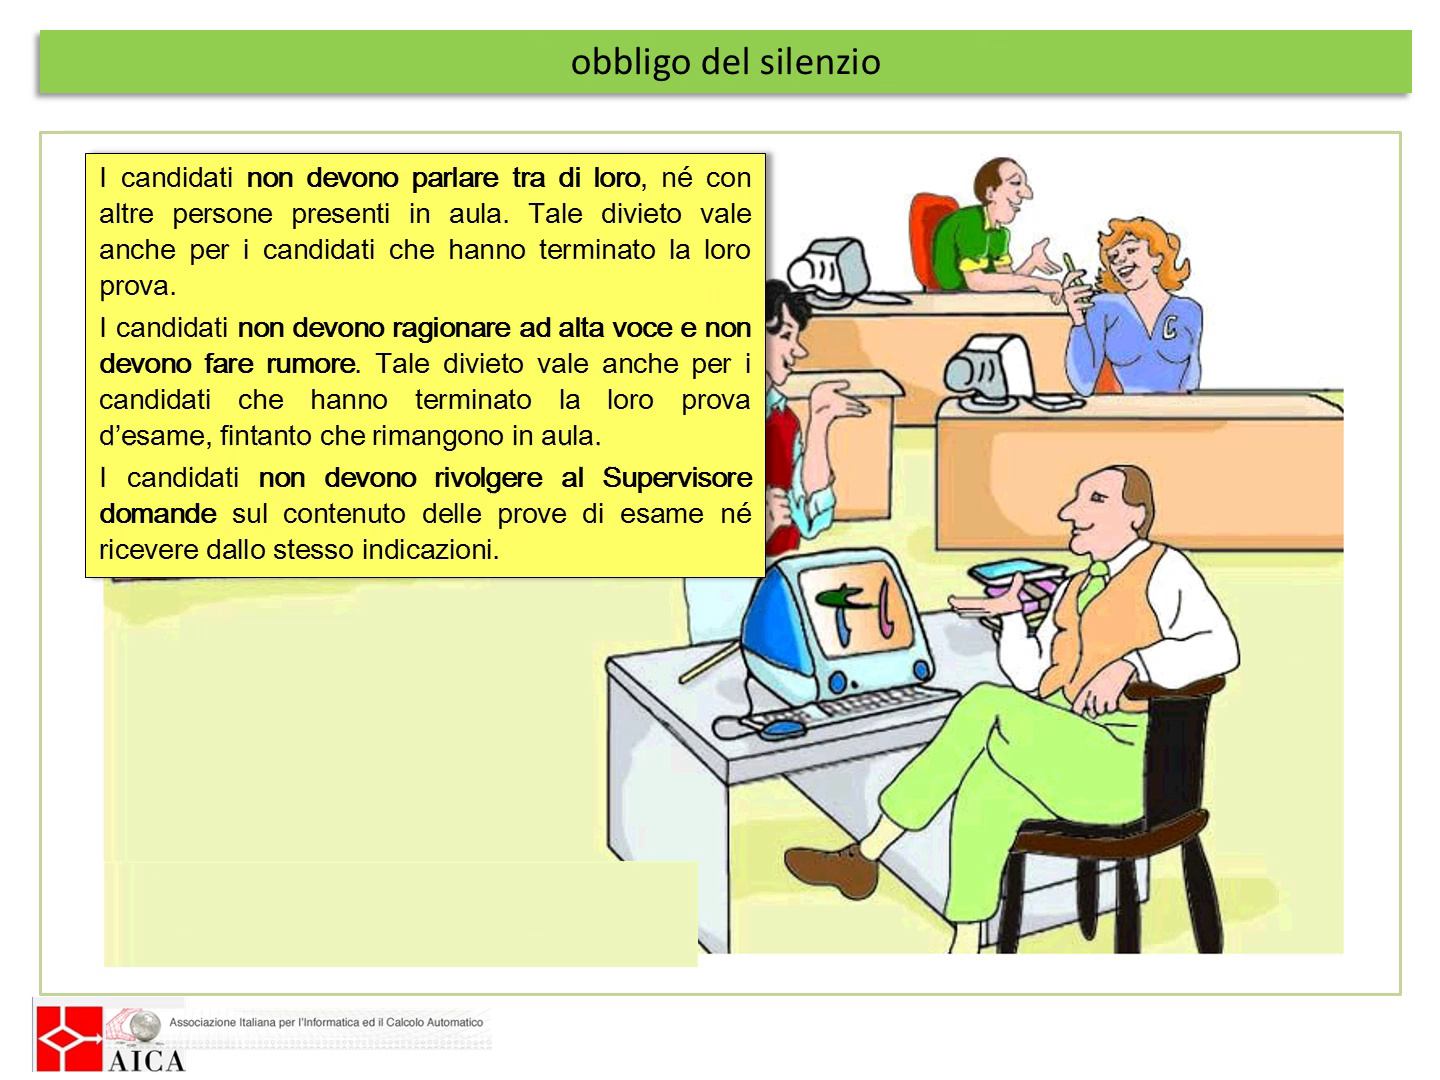 obbligo del silenzio
I candidati non devono parlare tra di loro, né con
altre persone presenti in aula. Tale divieto vale
anche per i candidati che hanno terminato la loro
prova.
I candidati non devono ragionare ad alta voce e non
devono fare rumore. Tale divieto vale anche per i
candidati che hanno terminato la loro prova
d’esame, fintanto che rimangono in aula.
I candidati non devono rivolgere al Supervisore
domande sul contenuto delle prove di esame né
ricevere dallo stesso indicazioni.
C
Associazione Italiana per l'Informatica ed il Calcolo Automatico
AICA